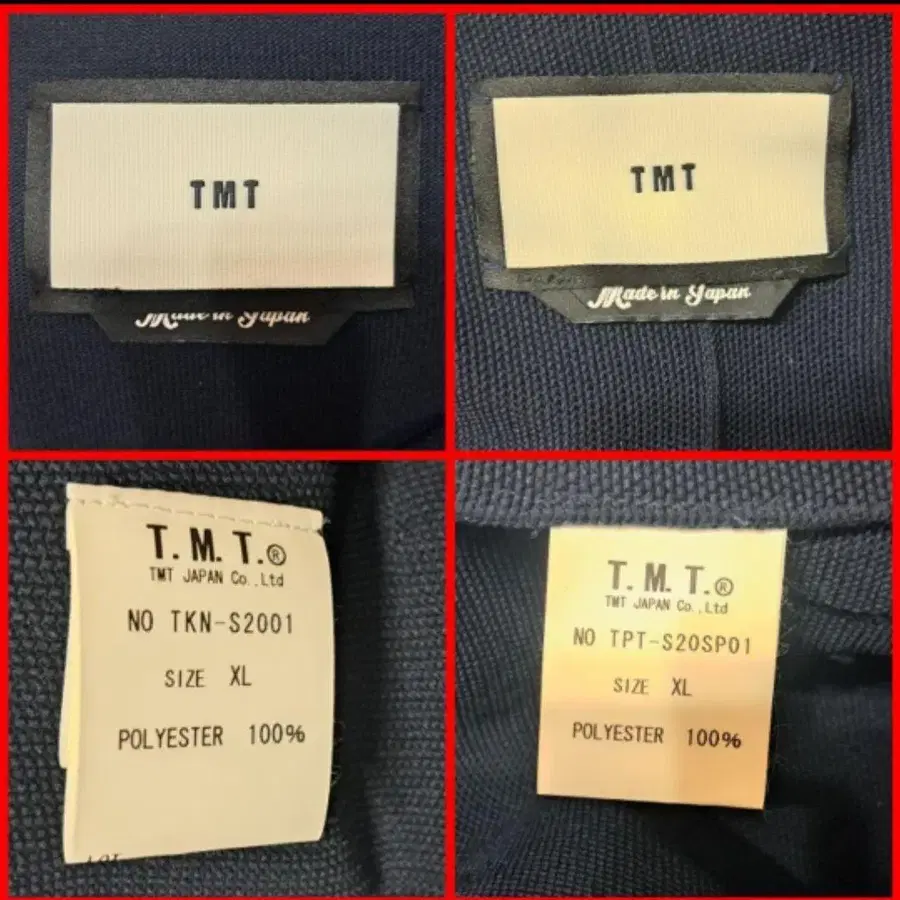 TMT
Made in Japan
TMT
Made in Japan
T.M.T.®
TMT JAPAN Co.,Ltd
NO TKN-S2001
SIZE XL
POLYESTER 100%
T.M.T.®
TMT JAPAN Co.,Ltd
NO TPT-S20SP01
SIZE XL
POLYESTER 100%